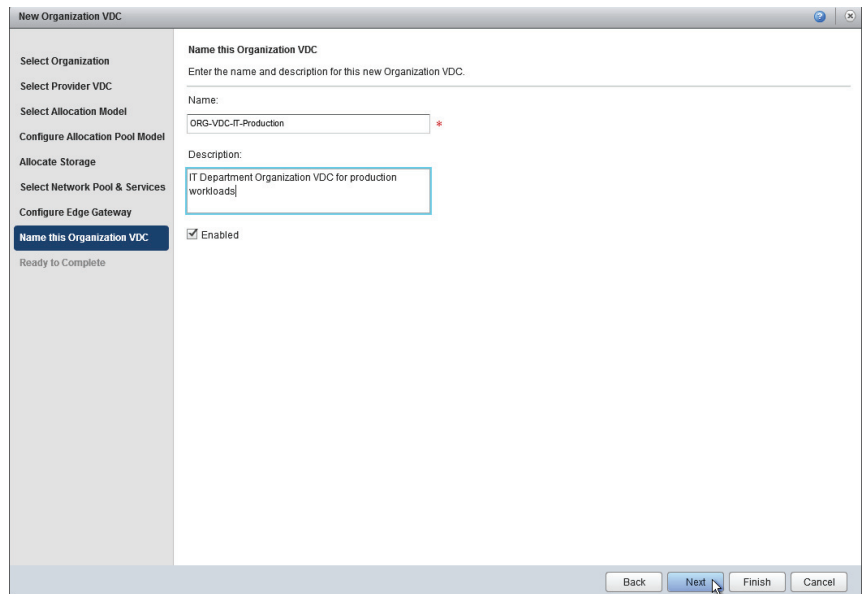 New Organization VDC
Select Organization
Select Provider VDC
Select Allocation Model
Configure Allocation Pool Model
Allocate Storage
Select Network Pool & Services
Configure Edge Gateway
Name this Organization VDC
Ready to Complete
Name this Organization VDC
Enter the name and description for this new Organization VDC.
Name:
ORG-VDC-IT-Production
*
Description:
IT Department Organization VDC for production
workloads
Enabled
Back
Next
Finish
Cancel